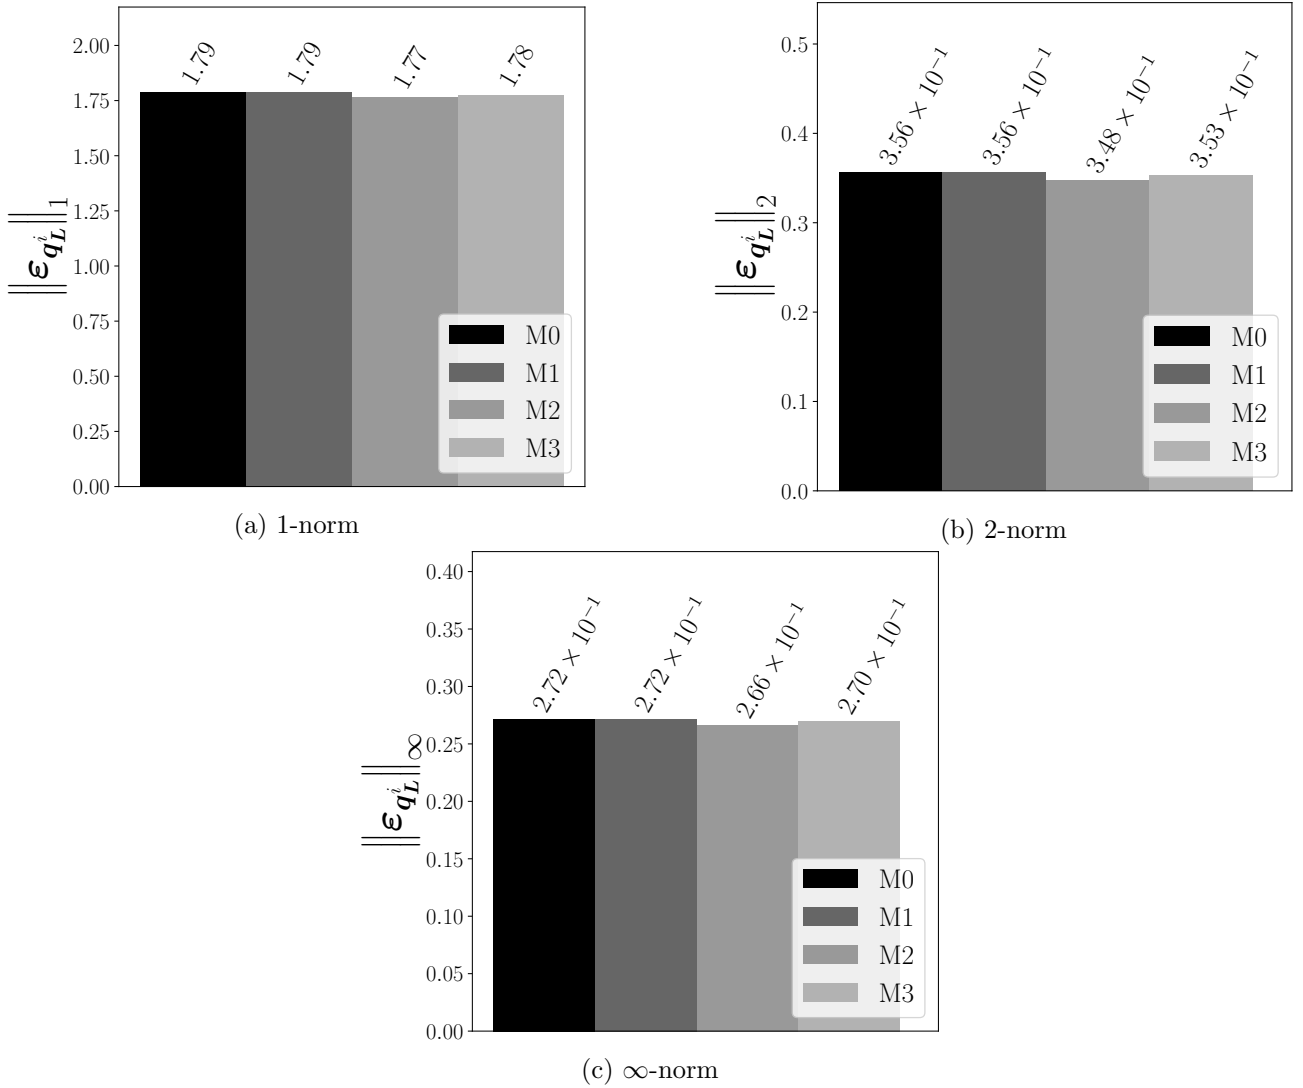 2.00
1.75
1.50
1.25
1.00
0.75
0.50
0.25
0.00
‖ε_{q_L^i}‖_1
1.79
1.79
1.77
1.78
M0
M1
M2
M3
(a) 1-norm
0.5
0.4
0.3
0.2
0.1
0.0
‖ε_{q_L^i}‖_2
3.56 × 10⁻¹
3.56 × 10⁻¹
3.48 × 10⁻¹
3.53 × 10⁻¹
M0
M1
M2
M3
(b) 2-norm
0.40
0.35
0.30
0.25
0.20
0.15
0.10
0.05
0.00
‖ε_{q_L^i}‖_∞
2.72 × 10⁻¹
2.72 × 10⁻¹
2.66 × 10⁻¹
2.70 × 10⁻¹
M0
M1
M2
M3
(c) ∞-norm